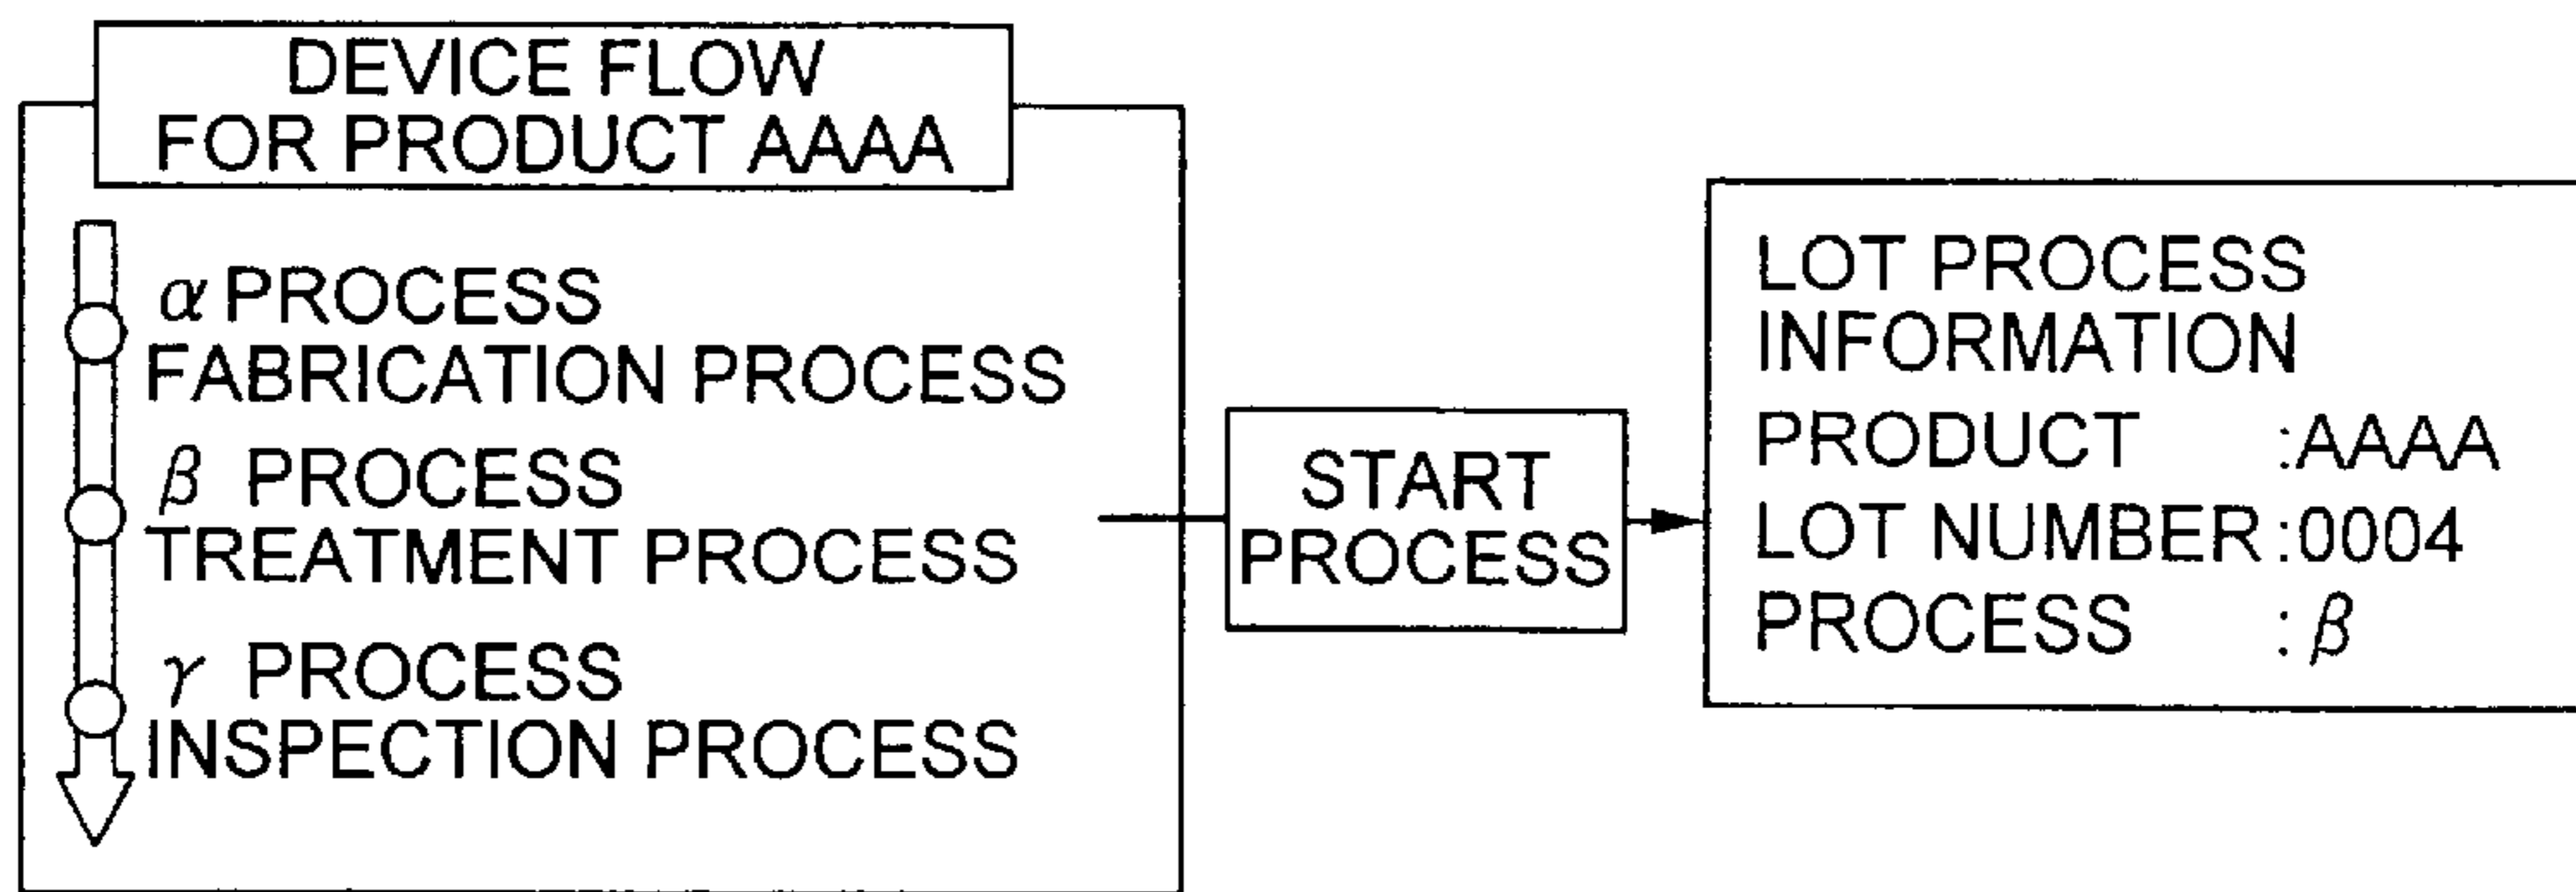 DEVICE FLOW
FOR PRODUCT AAAA
α PROCESS
FABRICATION PROCESS
β PROCESS
TREATMENT PROCESS
γ PROCESS
INSPECTION PROCESS
START
PROCESS
LOT PROCESS
INFORMATION
PRODUCT :AAAA
LOT NUMBER :0004
PROCESS :β